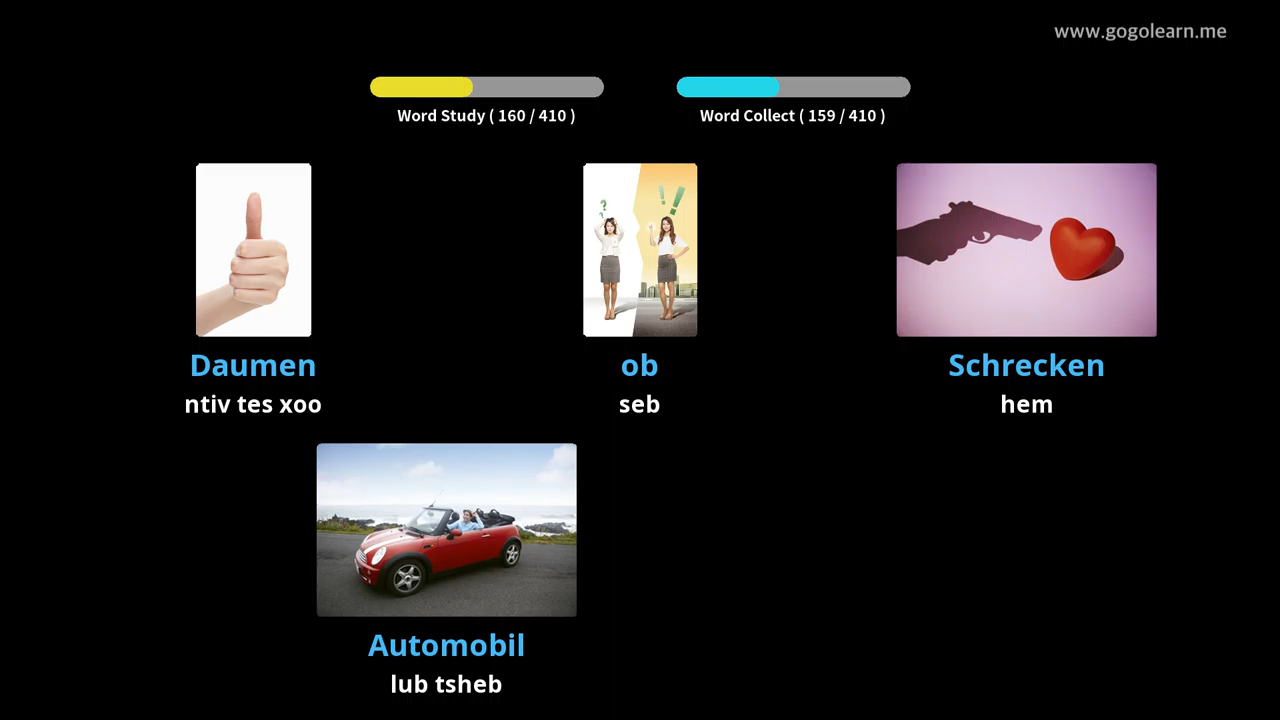 www.gogolearn.me
Word Study ( 160 / 410 )
Word Collect ( 159 / 410 )
Daumen
ntiv tes xoo
ob
seb
Schrecken
hem
Automobil
lub tsheb